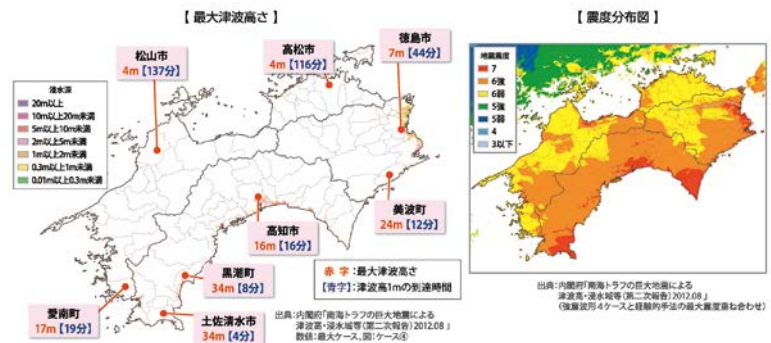 【 最大津波高さ 】
【 震度分布図 】
徳島市
7m【44分】
高松市
4m【116分】
松山市
4m【137分】
浸水深
20m以上
10m以上20m未満
5m以上10m未満
2m以上5m未満
1m以上2m未満
0.3m以上1m未満
0.01m以上0.3m未満
地震震度
7
6強
6弱
5強
5弱
4
3以下
美波町
24m【12分】
高知市
16m【16分】
黒潮町
34m【8分】
愛南町
17m【19分】
土佐清水市
34m【4分】
赤 字:最大津波高さ
【青字】:津波高1mの到達時間
出典:内閣府「南海トラフの巨大地震による
津波高・浸水域等(第二次報告)2012.08 」
数値:最大ケース、図:ケース④
出典:内閣府「南海トラフの巨大地震による
津波高・浸水域等(第二次報告)2012.08 」
(強震波形4ケースと経験的手法の最大震度重ね合わせ)